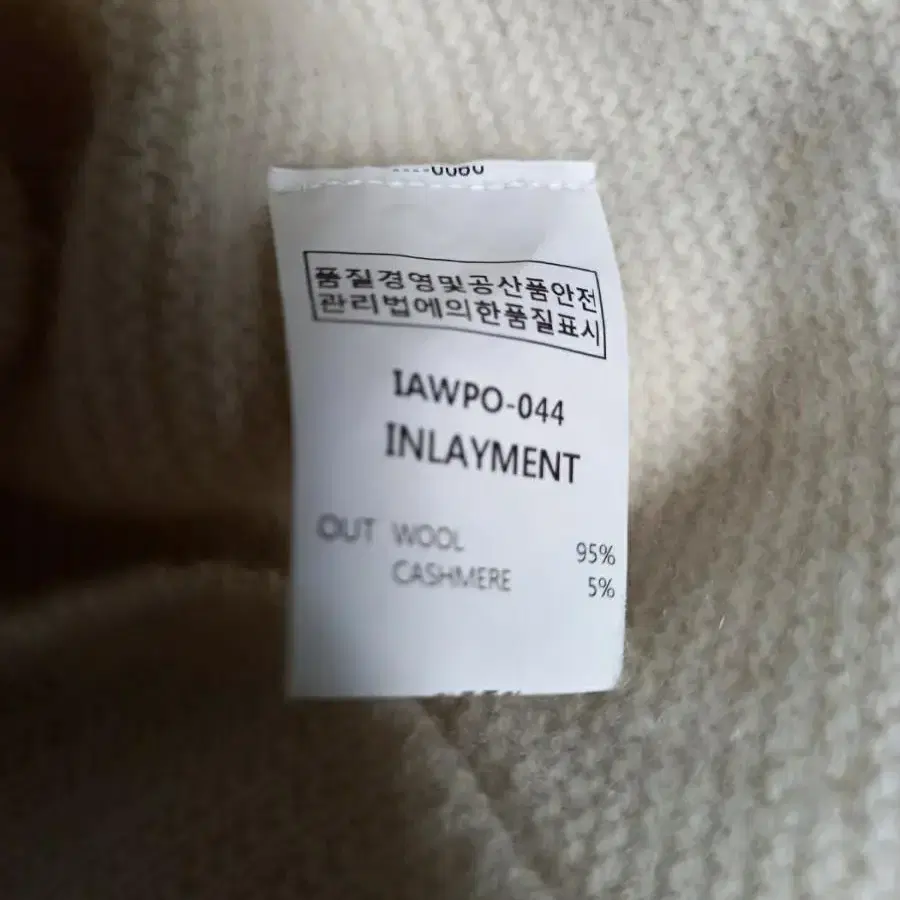 품질경영및공산품안전
관리법에의한품질표시
IAWPO-044
INLAYMENT
OUT WOOL 95%
CASHMERE 5%